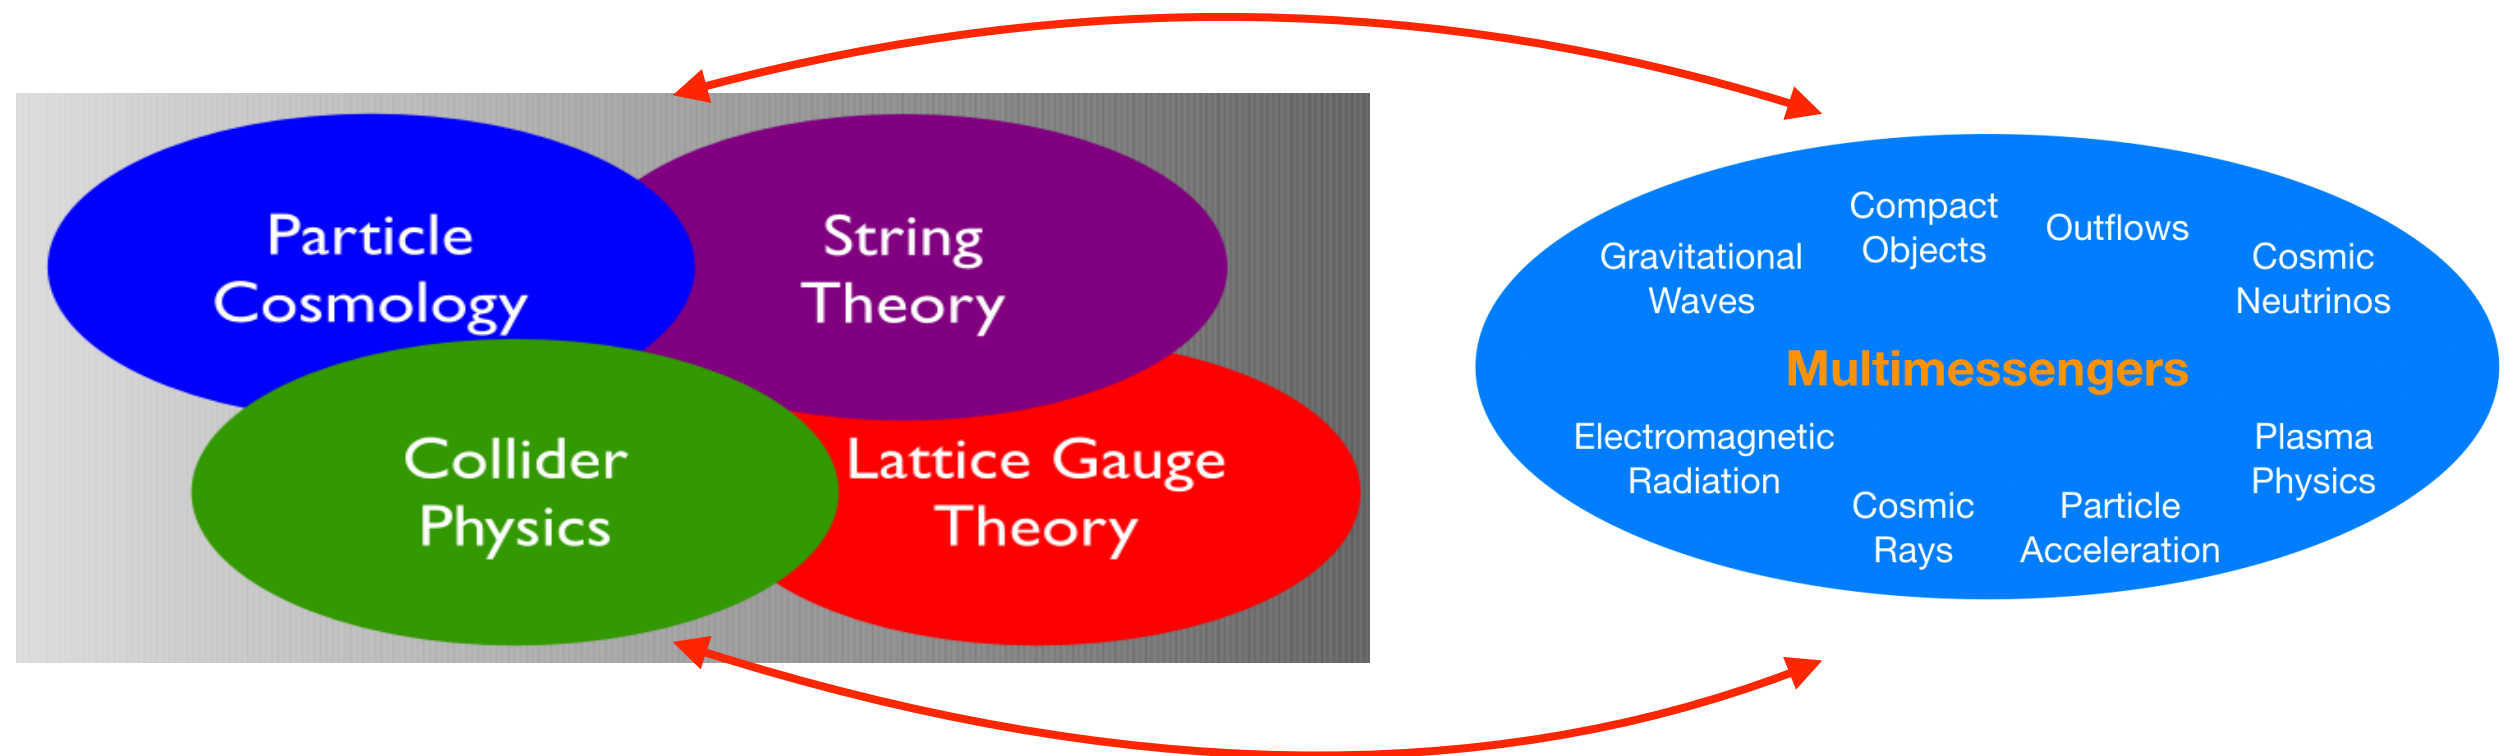 Particle
Cosmology
String
Theory
Collider
Physics
Lattice Gauge
Theory
Gravitational
Waves
Compact
Objects
Outflows
Cosmic
Neutrinos
Multimessengers
Electromagnetic
Radiation
Cosmic
Rays
Particle
Acceleration
Plasma
Physics